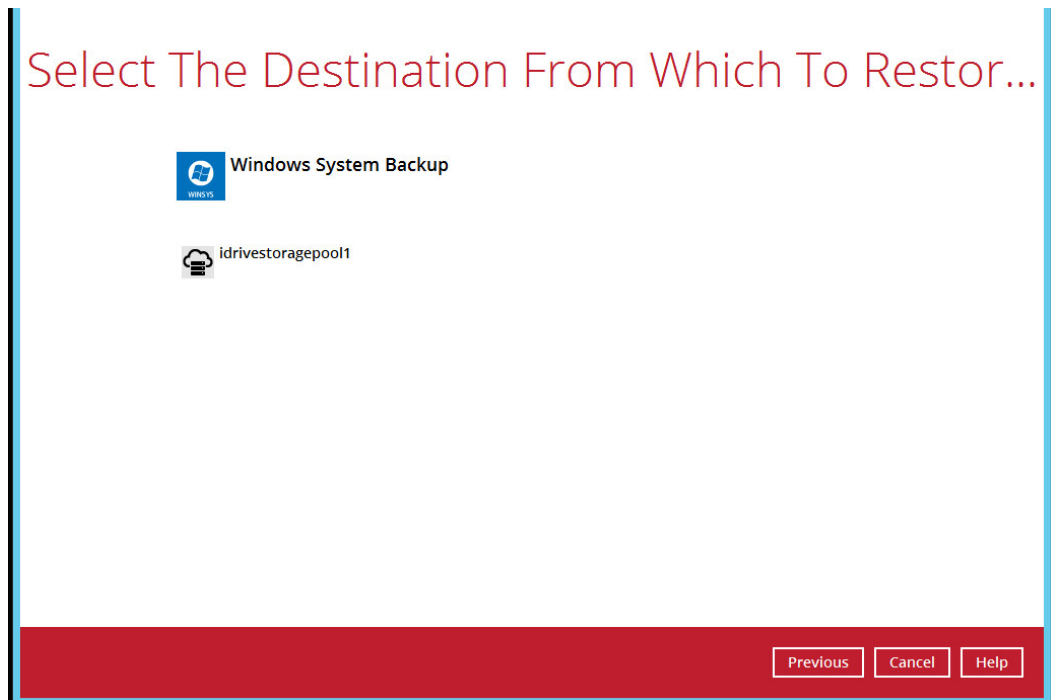 Select The Destination From Which To Restor...
Windows System Backup
WINSYS
idrivestoragepool1
Previous
Cancel
Help